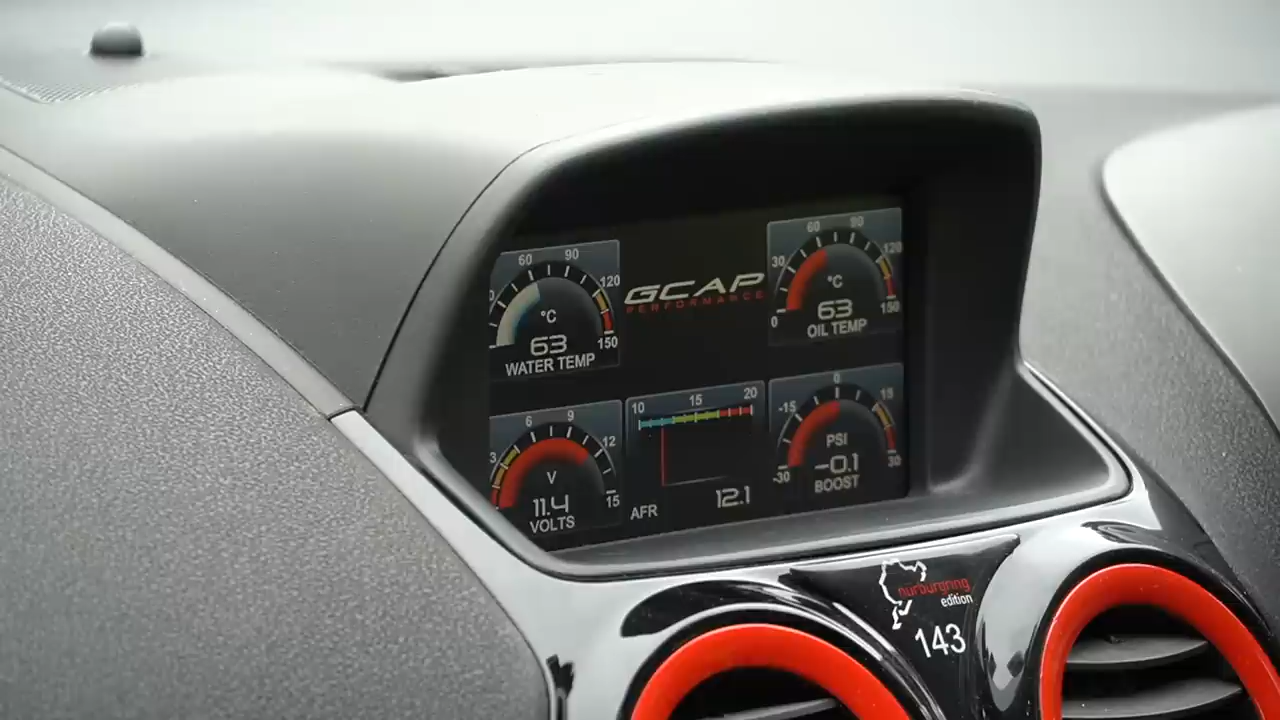 60 90
0 120
°C
63 150
WATER TEMP
GCAP
PERFORMANCE
60 90
30 120
°C
0 63 150
OIL TEMP
6 9
3 12
V
11.4 15
VOLTS
10 15 20
AFR 12.1
0
-15 15
PSI
-30 -0.1 30
BOOST
nürburgring
edition
143